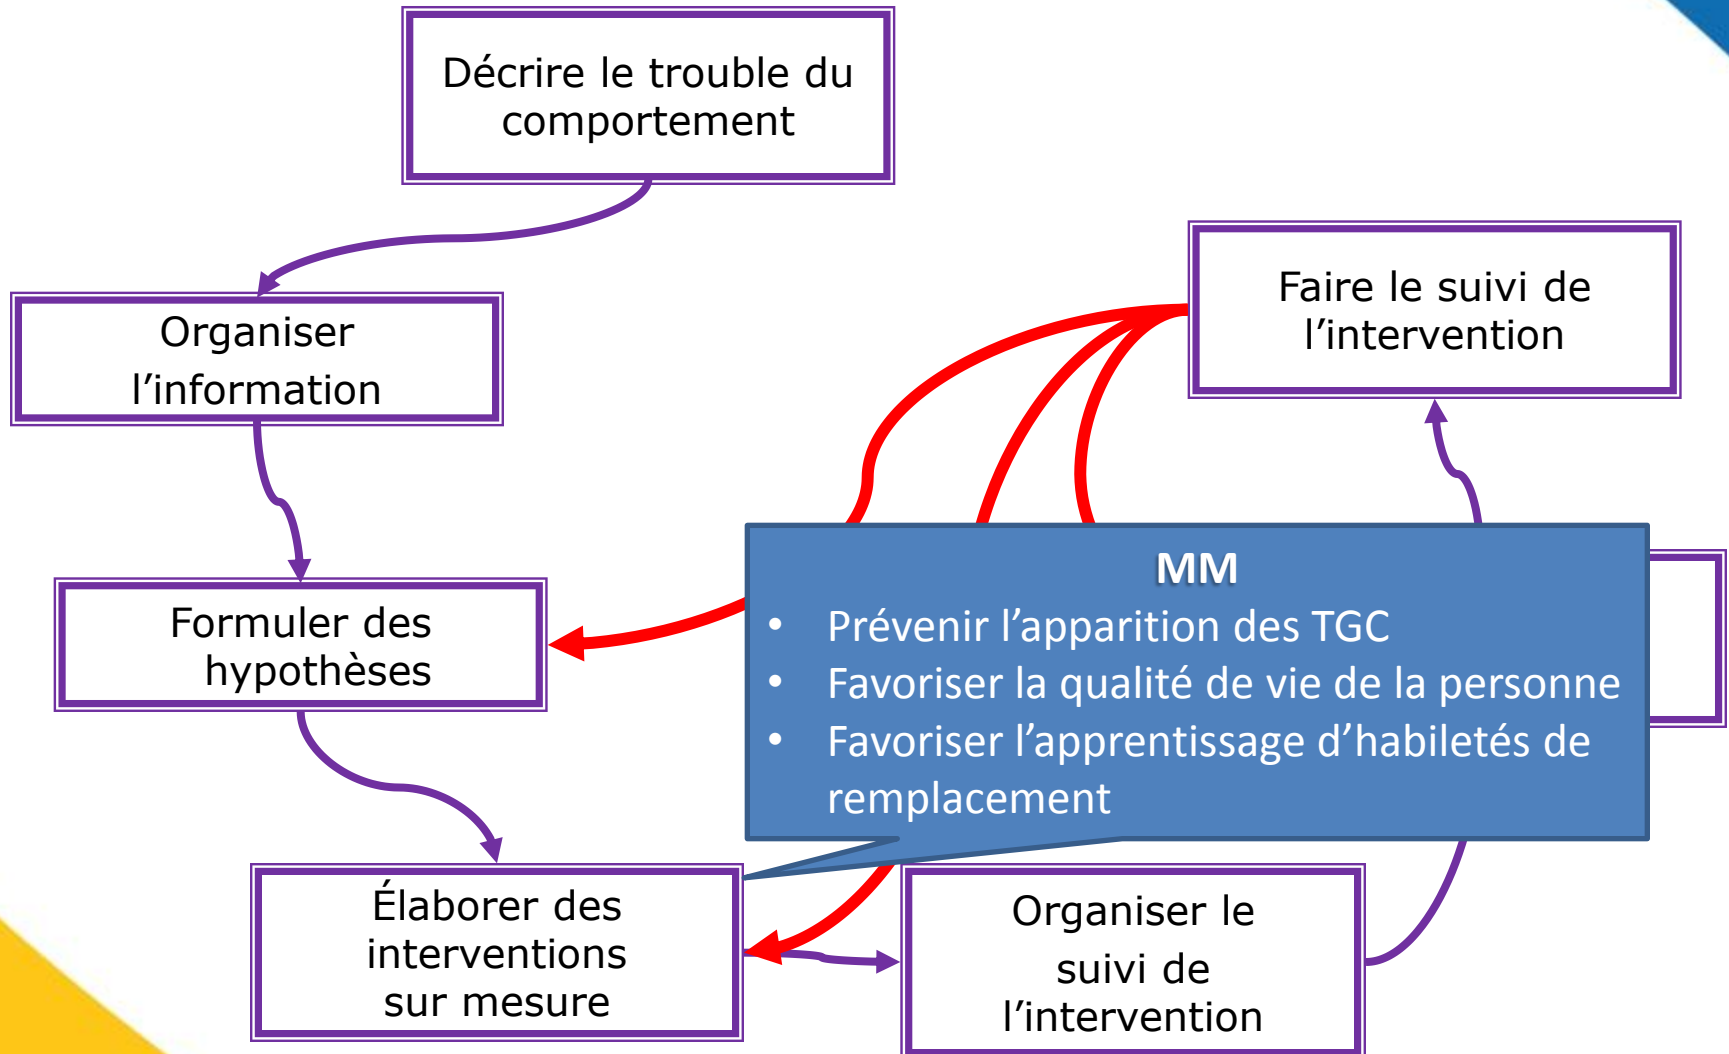 Décrire le trouble du
comportement
Organiser
l’information
Formuler des
hypothèses
Élaborer des
interventions
sur mesure
Organiser le
suivi de
l’intervention
Faire le suivi de
l’intervention
MM
• Prévenir l’apparition des TGC
• Favoriser la qualité de vie de la personne
• Favoriser l’apprentissage d’habiletés de
remplacement